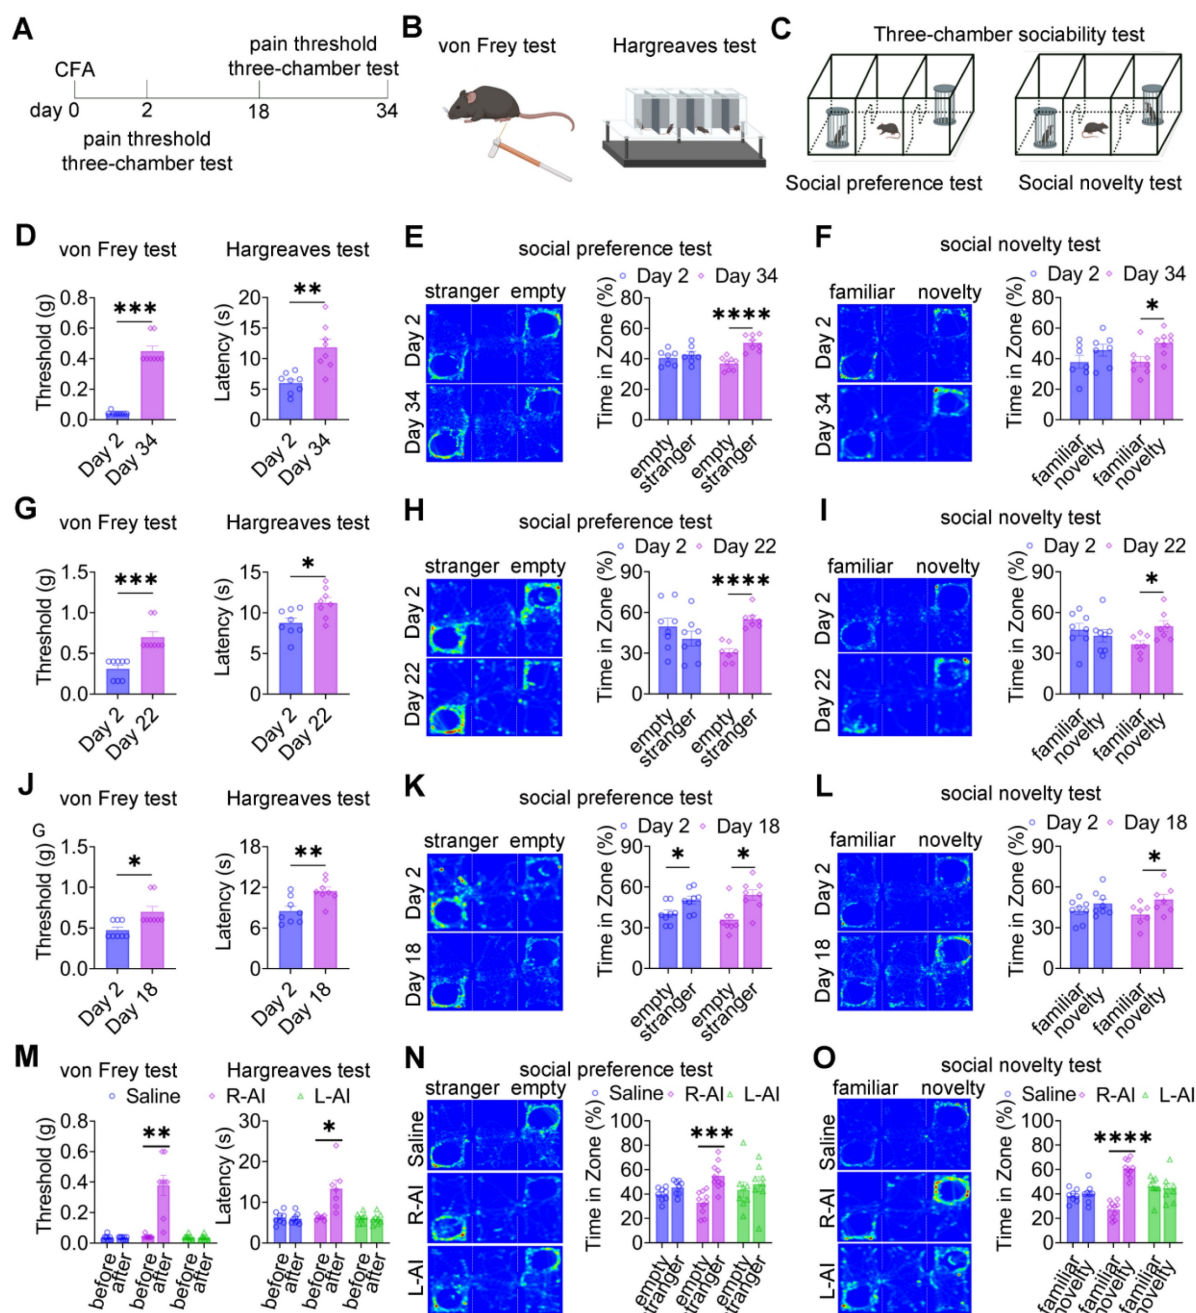 A
CFA
pain threshold
three-chamber test
day 0 2 18 34
pain threshold
three-chamber test
B
von Frey test
Hargreaves test
C
Three-chamber sociability test
Social preference test
Social novelty test
D
von Frey test
Threshold (g)
0.8
0.6
0.4
0.2
0.0
***
Day 2
Day 34
Hargreaves test
Latency (s)
20
15
10
5
0
**
Day 2
Day 34
E
social preference test
stranger empty
Day 2
Day 34
Day 2 Day 34
Time in Zone (%)
80
60
40
20
0
****
empty
stranger
empty
stranger
F
social novelty test
familiar novelty
Day 2
Day 34
Day 2 Day 34
Time in Zone (%)
80
60
40
20
0
*
familiar
novelty
familiar
novelty
G
von Frey test
Threshold (g)
1.5
1.0
0.5
0.0
***
Day 2
Day 22
Hargreaves test
Latency (s)
15
10
5
0
*
Day 2
Day 22
H
social preference test
stranger empty
Day 2
Day 22
Day 2 Day 22
Time in Zone (%)
90
60
30
0
****
empty
stranger
empty
stranger
I
social novelty test
familiar novelty
Day 2
Day 22
Day 2 Day 22
Time in Zone (%)
90
60
30
0
*
familiar
novelty
familiar
novelty
J
von Frey test
G
Threshold (g)
1.5
1.0
0.5
0.0
*
Day 2
Day 18
Hargreaves test
Latency (s)
18
12
6
0
**
Day 2
Day 18
K
social preference test
stranger empty
Day 2
Day 18
Day 2 Day 18
Time in Zone (%)
90
60
30
0
*
*
empty
stranger
empty
stranger
L
social novelty test
familiar novelty
Day 2
Day 18
Day 2 Day 18
Time in Zone (%)
90
60
30
0
*
familiar
novelty
familiar
novelty
M
von Frey test
Hargreaves test
Saline R-AI L-AI
Threshold (g)
0.8
0.6
0.4
0.2
0.0
**
before
after
before
after
before
after
Latency (s)
30
20
10
0
*
before
after
before
after
before
after
N
social preference test
stranger empty
Saline
R-AI
L-AI
Saline R-AI L-AI
Time in Zone (%)
100
80
60
40
20
0
***
empty
stranger
empty
stranger
empty
stranger
O
social novelty test
familiar novelty
Saline
R-AI
L-AI
Saline R-AI L-AI
Time in Zone (%)
100
80
60
40
20
0
****
familiar
novelty
familiar
novelty
familiar
novelty